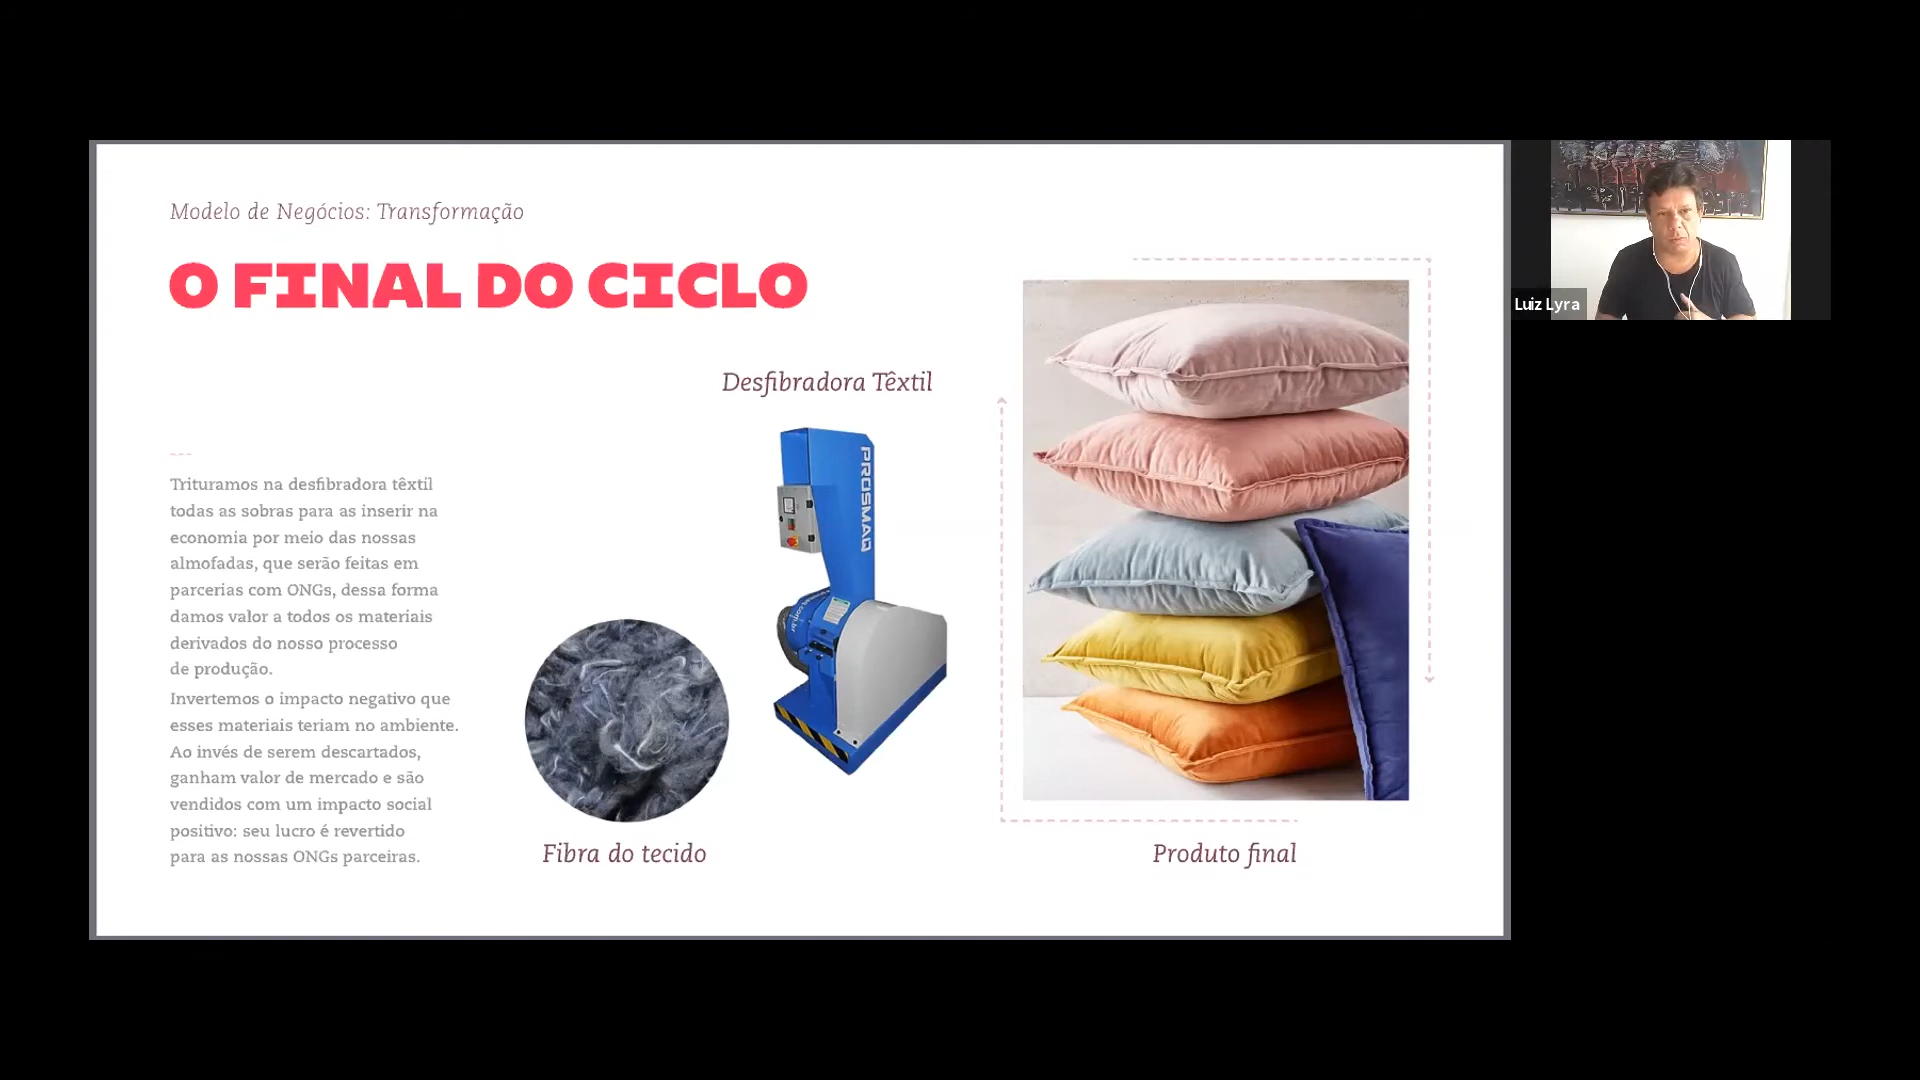 Modelo de Negócios: Transformação
O FINAL DO CICLO
Desfibradora Têxtil
PROSMAQ
Trituramos na desfibradora têxtil
todas as sobras para as inserir na
economia por meio das nossas
almofadas, que serão feitas em
parcerias com ONGs, dessa forma
damos valor a todos os materiais
derivados do nosso processo
de produção.
Invertemos o impacto negativo que
esses materiais teriam no ambiente.
Ao invés de serem descartados,
ganham valor de mercado e são
vendidos com um impacto social
positivo: seu lucro é revertido
para as nossas ONGs parceiras.
Fibra do tecido
Produto final
Luiz Lyra